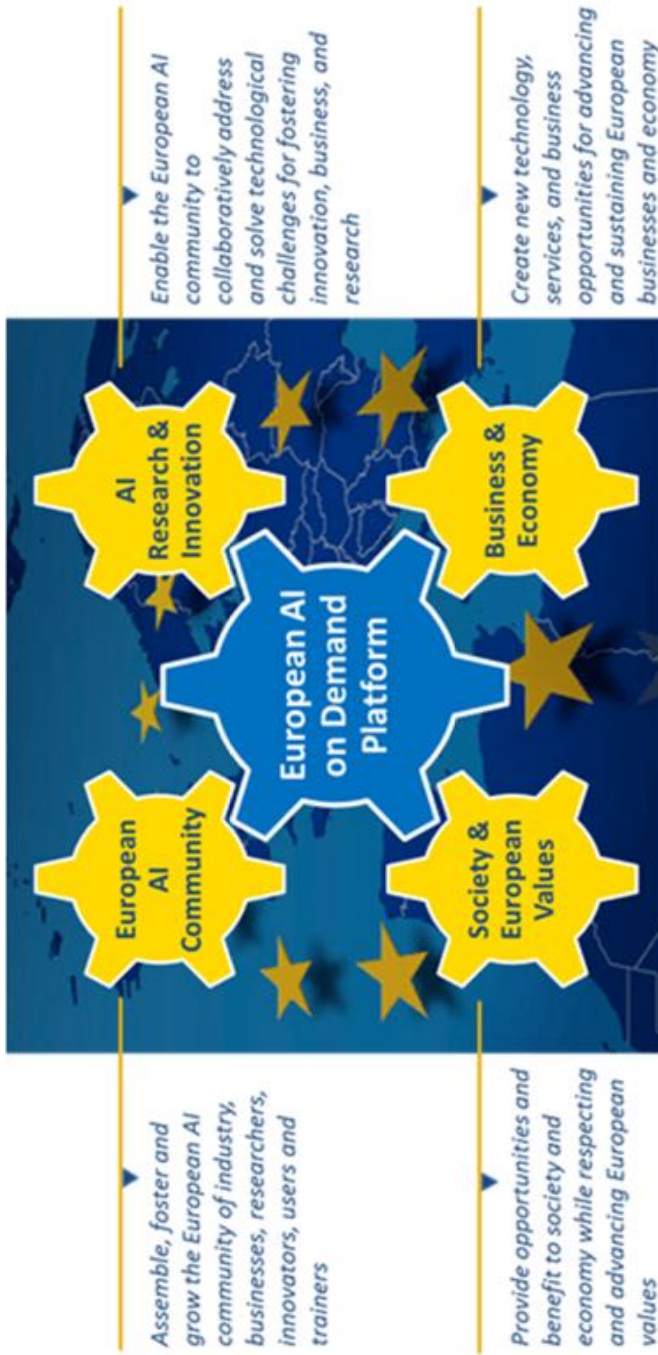 Assemble, foster and
grow the European AI
community of industry,
businesses, researchers,
innovators, users and
trainers
European
AI
Community
AI
Research &
Innovation
Enable the European AI
community to
collaboratively address
and solve technological
challenges for fostering
innovation, business, and
research
European AI
on Demand
Platform
Provide opportunities and
benefit to society and
economy while respecting
and advancing European
values
Society &
European
Values
Business &
Economy
Create new technology,
services, and business
opportunities for advancing
and sustaining European
businesses and economy